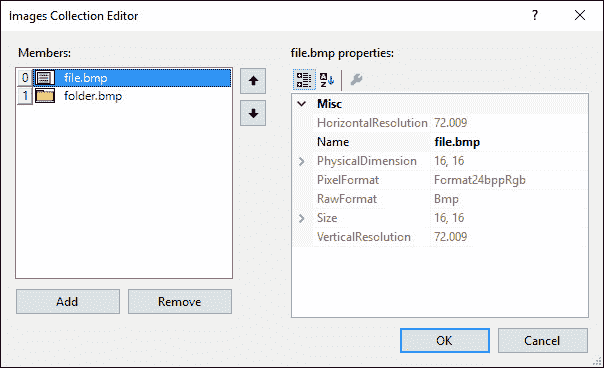 Images Collection Editor
Members:
0 file.bmp
1 folder.bmp
Add
Remove
file.bmp properties:
Misc
HorizontalResolution 72.009
Name file.bmp
PhysicalDimension 16, 16
PixelFormat Format24bppRgb
RawFormat Bmp
Size 16, 16
VerticalResolution 72.009
OK
Cancel